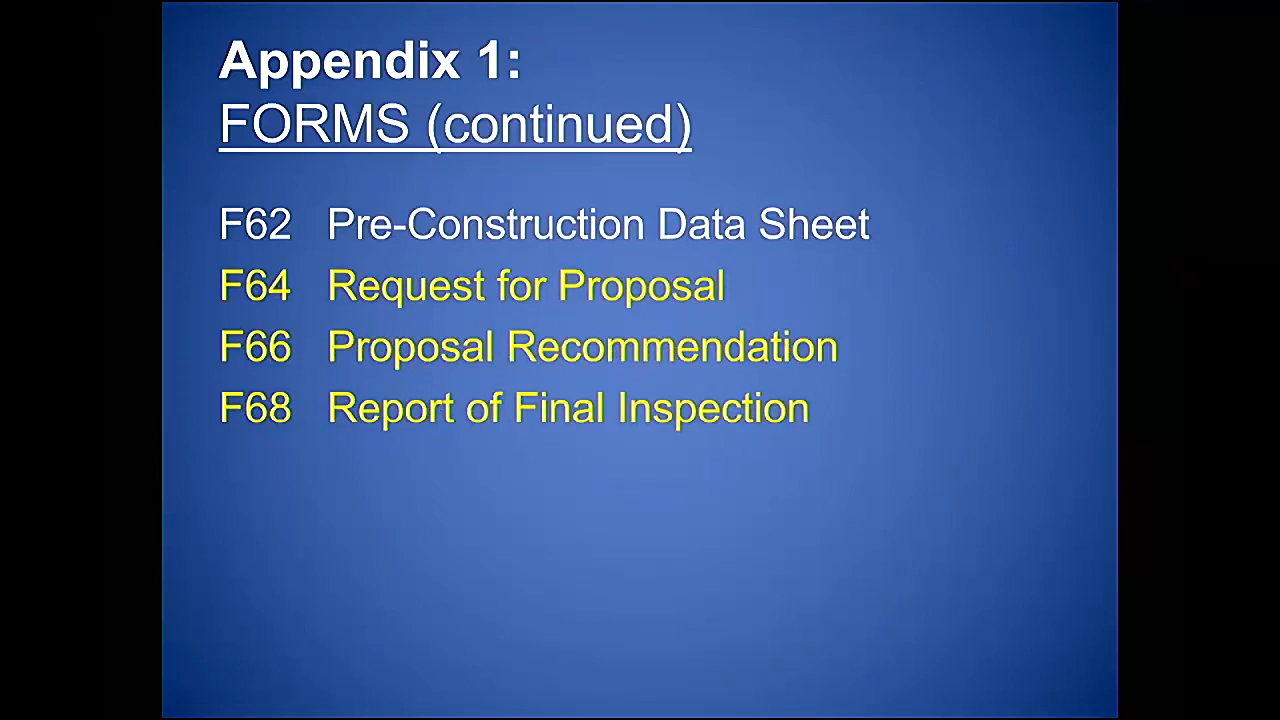 Appendix 1:
FORMS (continued)
F62 Pre-Construction Data Sheet
F64 Request for Proposal
F66 Proposal Recommendation
F68 Report of Final Inspection